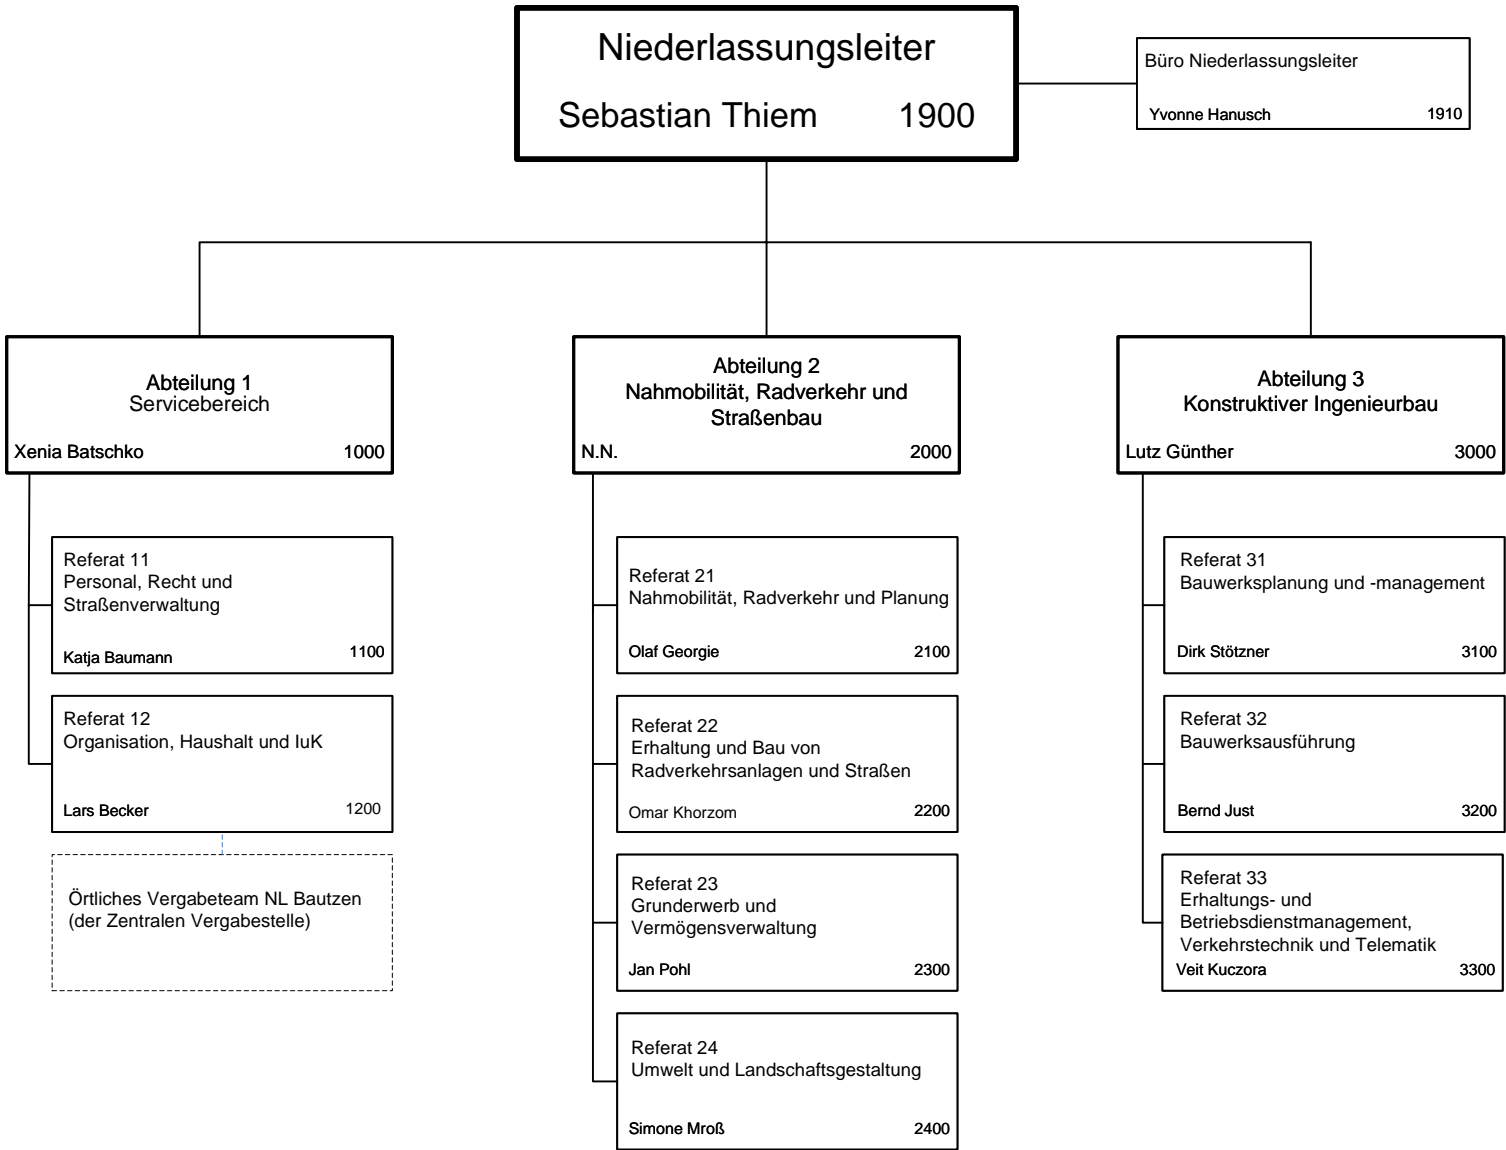 Niederlassungsleiter
Sebastian Thiem 1900
Büro Niederlassungsleiter
Yvonne Hanusch 1910
Abteilung 1
Servicebereich
Xenia Batschko 1000
Abteilung 2
Nahmobilität, Radverkehr und
Straßenbau
N.N. 2000
Abteilung 3
Konstruktiver Ingenieurbau
Lutz Günther 3000
Referat 11
Personal, Recht und
Straßenverwaltung
Katja Baumann 1100
Referat 12
Organisation, Haushalt und IuK
Lars Becker 1200
Örtliches Vergabeteam NL Bautzen
(der Zentralen Vergabestelle)
Referat 21
Nahmobilität, Radverkehr und Planung
Olaf Georgie 2100
Referat 22
Erhaltung und Bau von
Radverkehrsanlagen und Straßen
Omar Khorzom 2200
Referat 23
Grunderwerb und
Vermögensverwaltung
Jan Pohl 2300
Referat 24
Umwelt und Landschaftsgestaltung
Simone Mroß 2400
Referat 31
Bauwerksplanung und -management
Dirk Stötzner 3100
Referat 32
Bauwerksausführung
Bernd Just 3200
Referat 33
Erhaltungs- und
Betriebsdienstmanagement,
Verkehrstechnik und Telematik
Veit Kuczora 3300